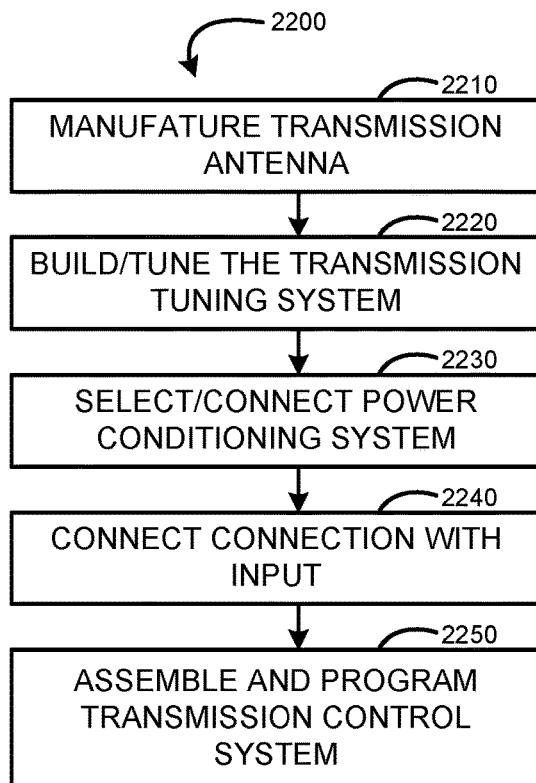 2200
2210
MANUFATURE TRANSMISSION
ANTENNA
2220
BUILD/TUNE THE TRANSMISSION
TUNING SYSTEM
2230
SELECT/CONNECT POWER
CONDITIONING SYSTEM
2240
CONNECT CONNECTION WITH
INPUT
2250
ASSEMBLE AND PROGRAM
TRANSMISSION CONTROL
SYSTEM